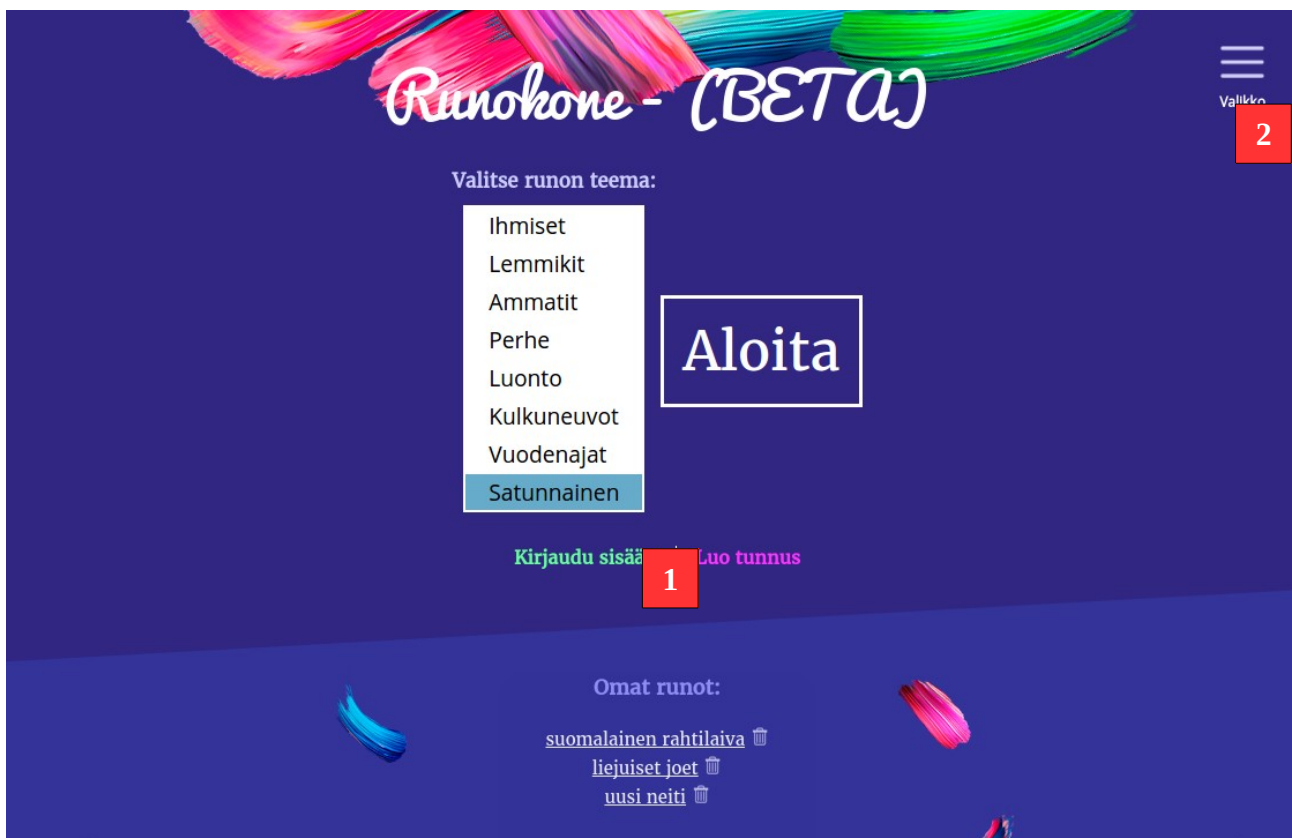 Runokone - (BETA)
Valikko
2
Valitse runon teema:
Ihmiset
Lemmikit
Ammatit
Perhe
Luonto
Kulkuneuvot
Vuodenajat
Satunnainen
Aloita
Kirjaudu sisää | Luo tunnus
1
Omat runot:
suomalainen rahtilaiva
liejuiset joet
uusi neiti